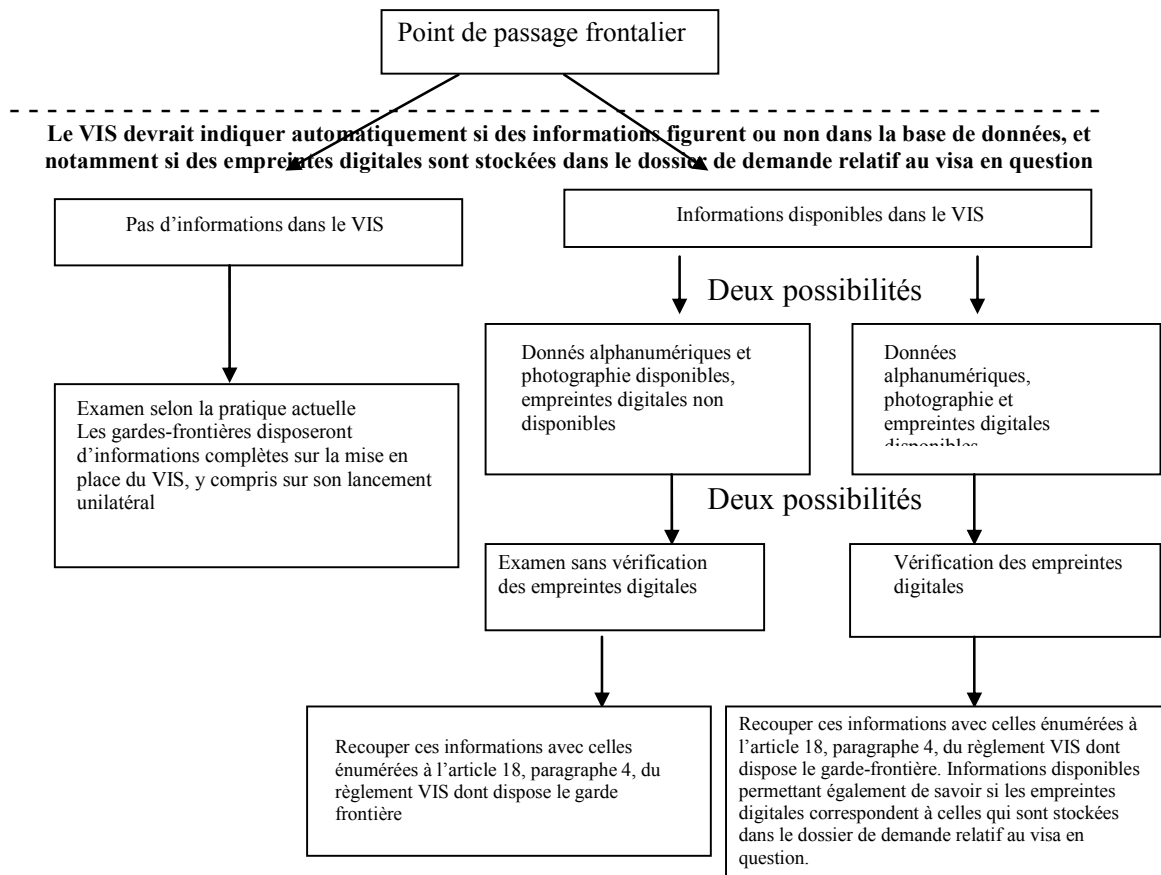 Point de passage frontalier
Le VIS devrait indiquer automatiquement si des informations figurent ou non dans la base de données, et
notamment si des empreintes digitales sont stockées dans le dossier de demande relatif au visa en question
Pas d'informations dans le VIS
Informations disponibles dans le VIS
Deux possibilités
Donnés alphanumériques et
photographie disponibles,
empreintes digitales non
disponibles
Données
alphanumériques,
photographie et
empreintes digitales
disponibles
Examen selon la pratique actuelle
Les gardes-frontières disposeront
d'informations complètes sur la mise en
place du VIS, y compris sur son lancement
unilatéral
Deux possibilités
Examen sans vérification
des empreintes digitales
Vérification des empreintes
digitales
Recouper ces informations avec celles
énumérées à l'article 18, paragraphe 4, du
règlement VIS dont dispose le garde
frontière
Recouper ces informations avec celles énumérées à
l'article 18, paragraphe 4, du règlement VIS dont
dispose le garde-frontière. Informations disponibles
permettant également de savoir si les empreintes
digitales correspondent à celles qui sont stockées
dans le dossier de demande relatif au visa en
question.